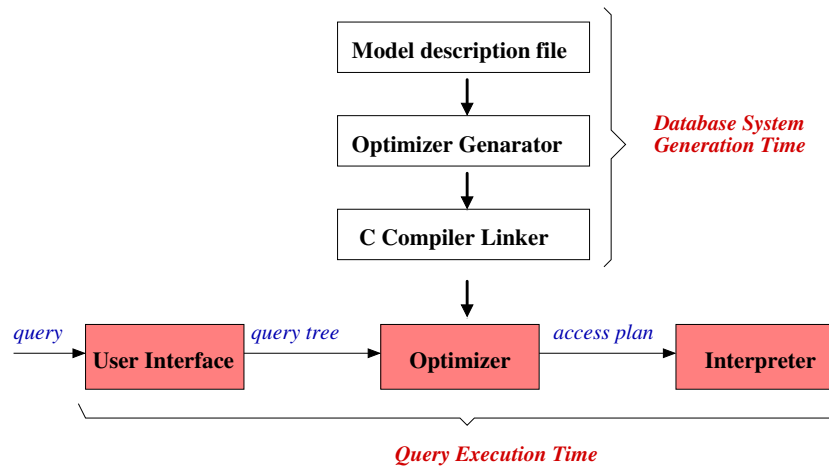 Model description file
Optimizer Genarator
C Compiler Linker
Database System
Generation Time
query
User Interface
query tree
Optimizer
access plan
Interpreter
Query Execution Time